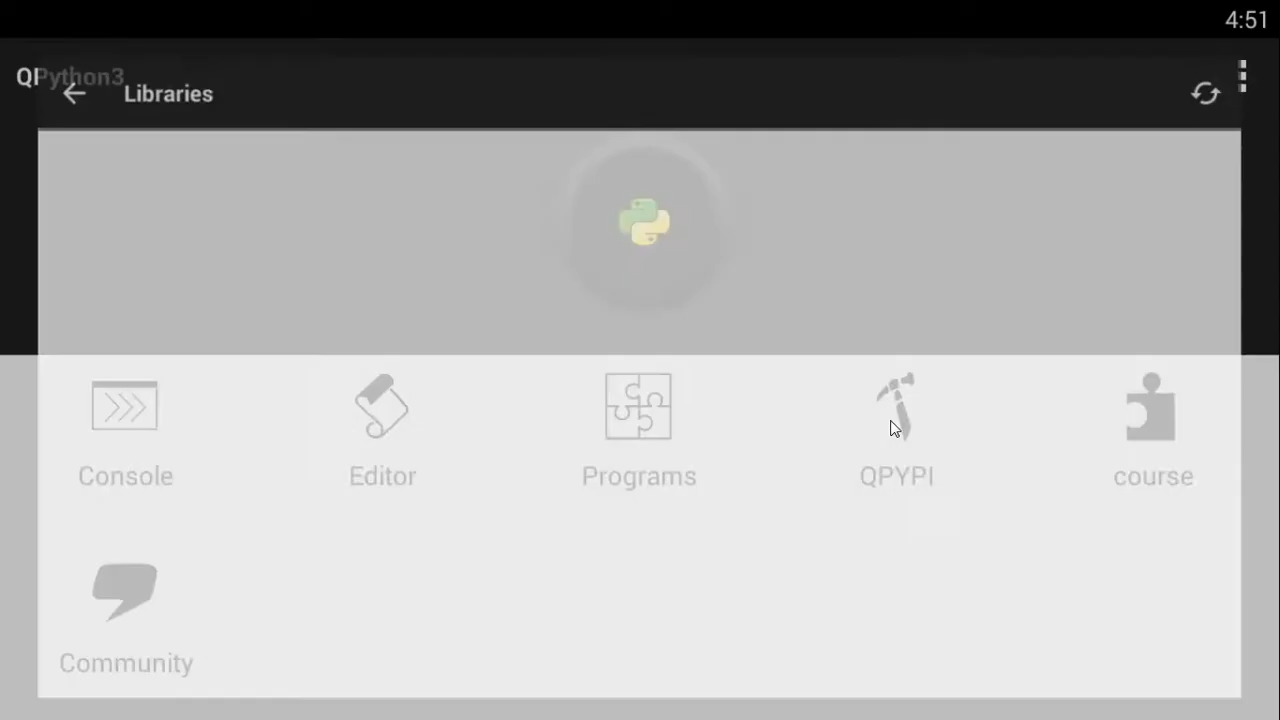 4:51
QPython3
Libraries
Console
Editor
Programs
QPYPI
course
Community